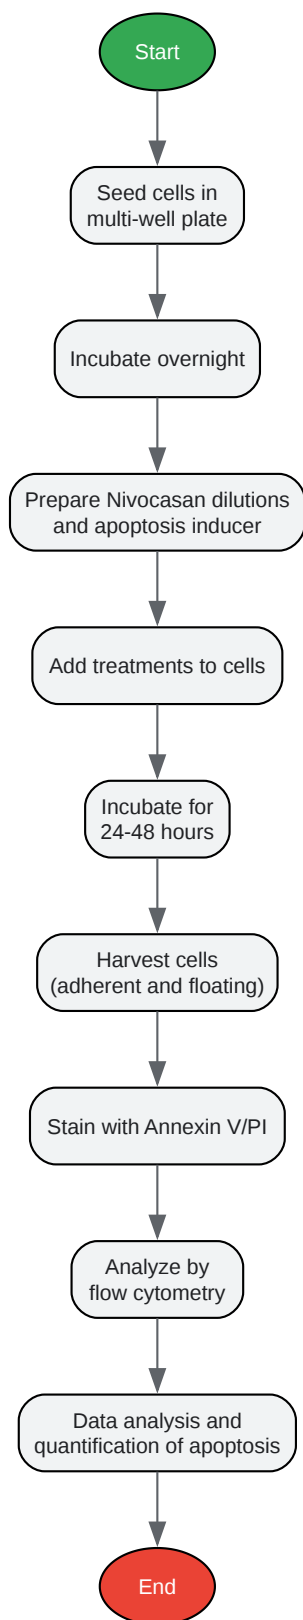 Start
Seed cells in
multi-well plate
Incubate overnight
Prepare Nivocasan dilutions
and apoptosis inducer
Add treatments to cells
Incubate for
24-48 hours
Harvest cells
(adherent and floating)
Stain with Annexin V/PI
Analyze by
flow cytometry
Data analysis and
quantification of apoptosis
End